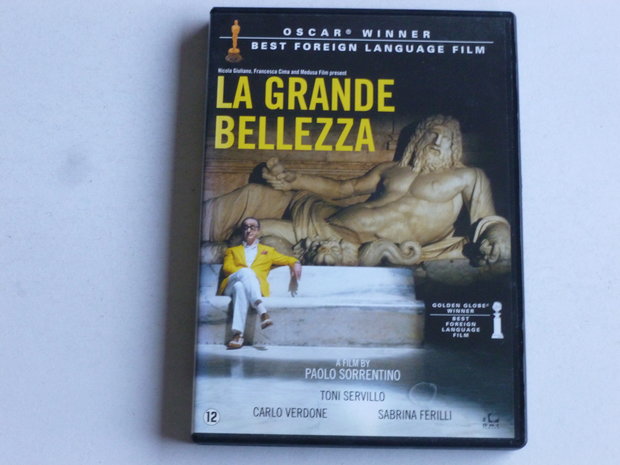 OSCAR® WINNER
BEST FOREIGN LANGUAGE FILM
Nicola Giuliano, Francesca Cima and Medusa Film present
LA GRANDE
BELLEZZA
GOLDEN GLOBE®
WINNER
BEST
FOREIGN
LANGUAGE
FILM
A FILM BY
PAOLO SORRENTINO
TONI SERVILLO
CARLO VERDONE SABRINA FERILLI
12